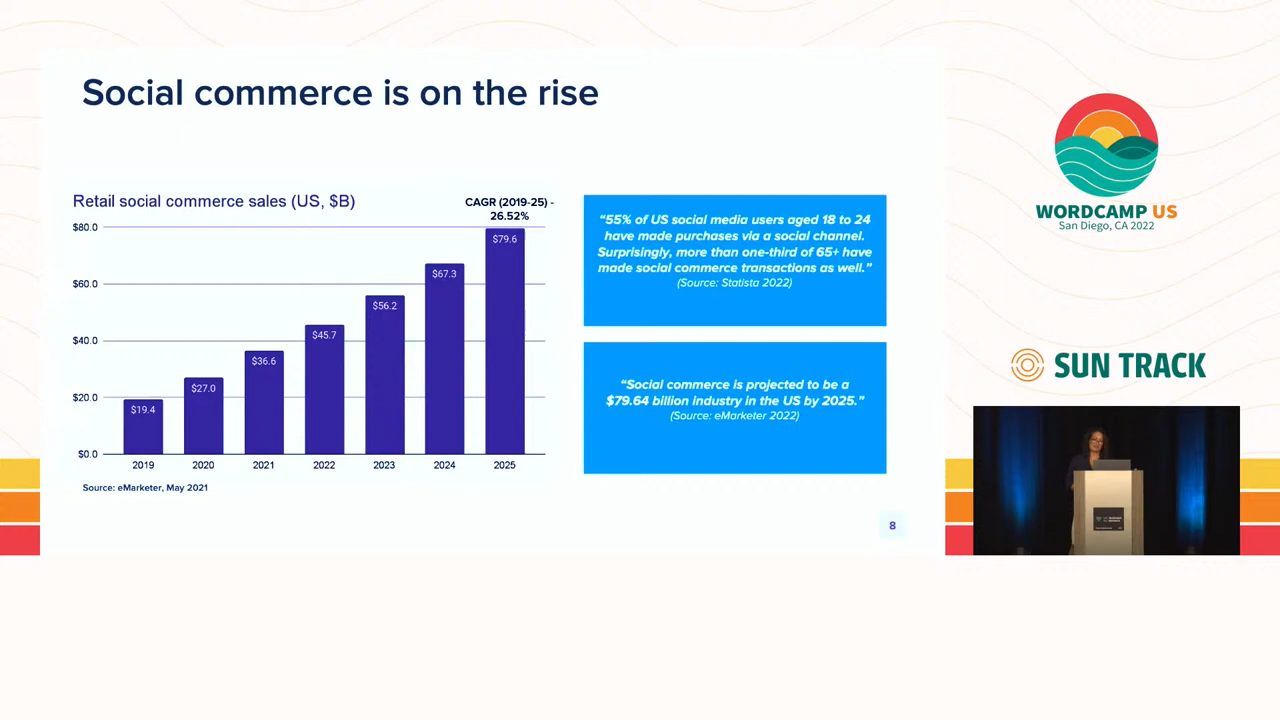 Social commerce is on the rise
Retail social commerce sales (US, $B)
CAGR (2019-25) -
26.52%
$80.0
$60.0
$40.0
$20.0
$0.0
$19.4
$27.0
$36.6
$45.7
$56.2
$67.3
$79.6
2019
2020
2021
2022
2023
2024
2025
Source: eMarketer, May 2021
“55% of US social media users aged 18 to 24
have made purchases via a social channel.
Surprisingly, more than one-third of 65+ have
made social commerce transactions as well.”
(Source: Statista 2022)
“Social commerce is projected to be a
$79.64 billion industry in the US by 2025.”
(Source: eMarketer 2022)
8
WORDCAMP US
San Diego, CA 2022
SUN TRACK